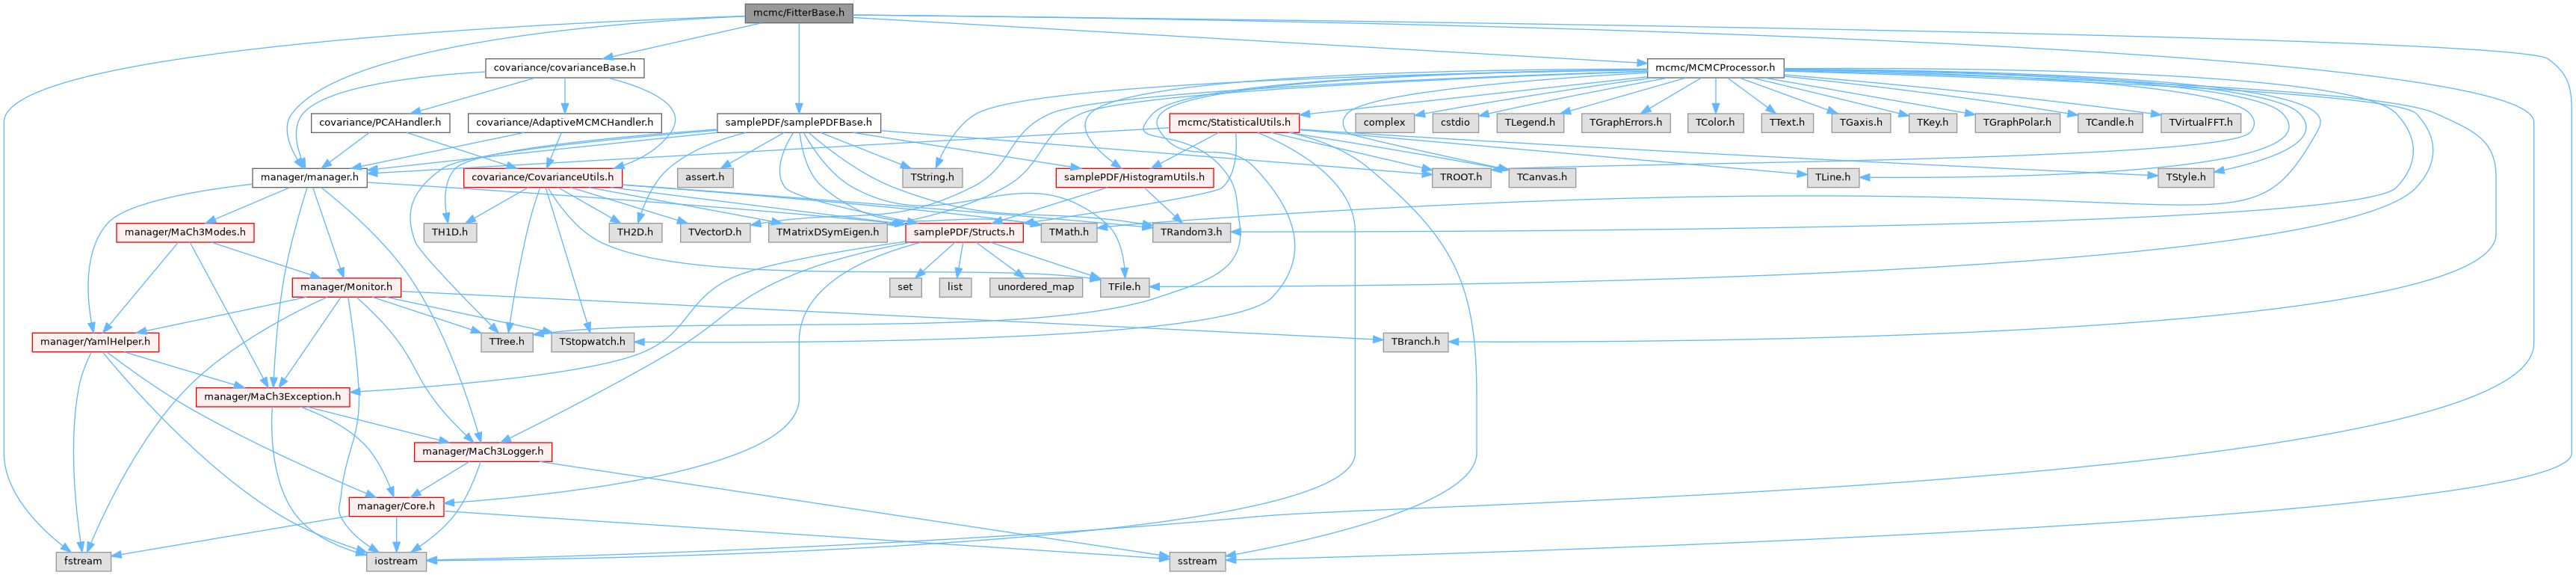 mcmc/FitterBase.h
covariance/covarianceBase.h
mcmc/MCMCProcessor.h
covariance/PCAHandler.h
covariance/AdaptiveMCMCHandler.h
samplePDF/samplePDFBase.h
mcmc/StatisticalUtils.h
complex
cstdio
TLegend.h
TGraphErrors.h
TColor.h
TText.h
TGaxis.h
TKey.h
TGraphPolar.h
TCandle.h
TVirtualFFT.h
manager/manager.h
covariance/CovarianceUtils.h
assert.h
TString.h
samplePDF/HistogramUtils.h
TROOT.h
TCanvas.h
TLine.h
TStyle.h
manager/MaCh3Modes.h
TH1D.h
TH2D.h
TVectorD.h
TMatrixDSymEigen.h
samplePDF/Structs.h
TMath.h
TRandom3.h
manager/Monitor.h
set
list
unordered_map
TFile.h
manager/YamlHelper.h
TTree.h
TStopwatch.h
TBranch.h
manager/MaCh3Exception.h
manager/MaCh3Logger.h
manager/Core.h
fstream
iostream
sstream